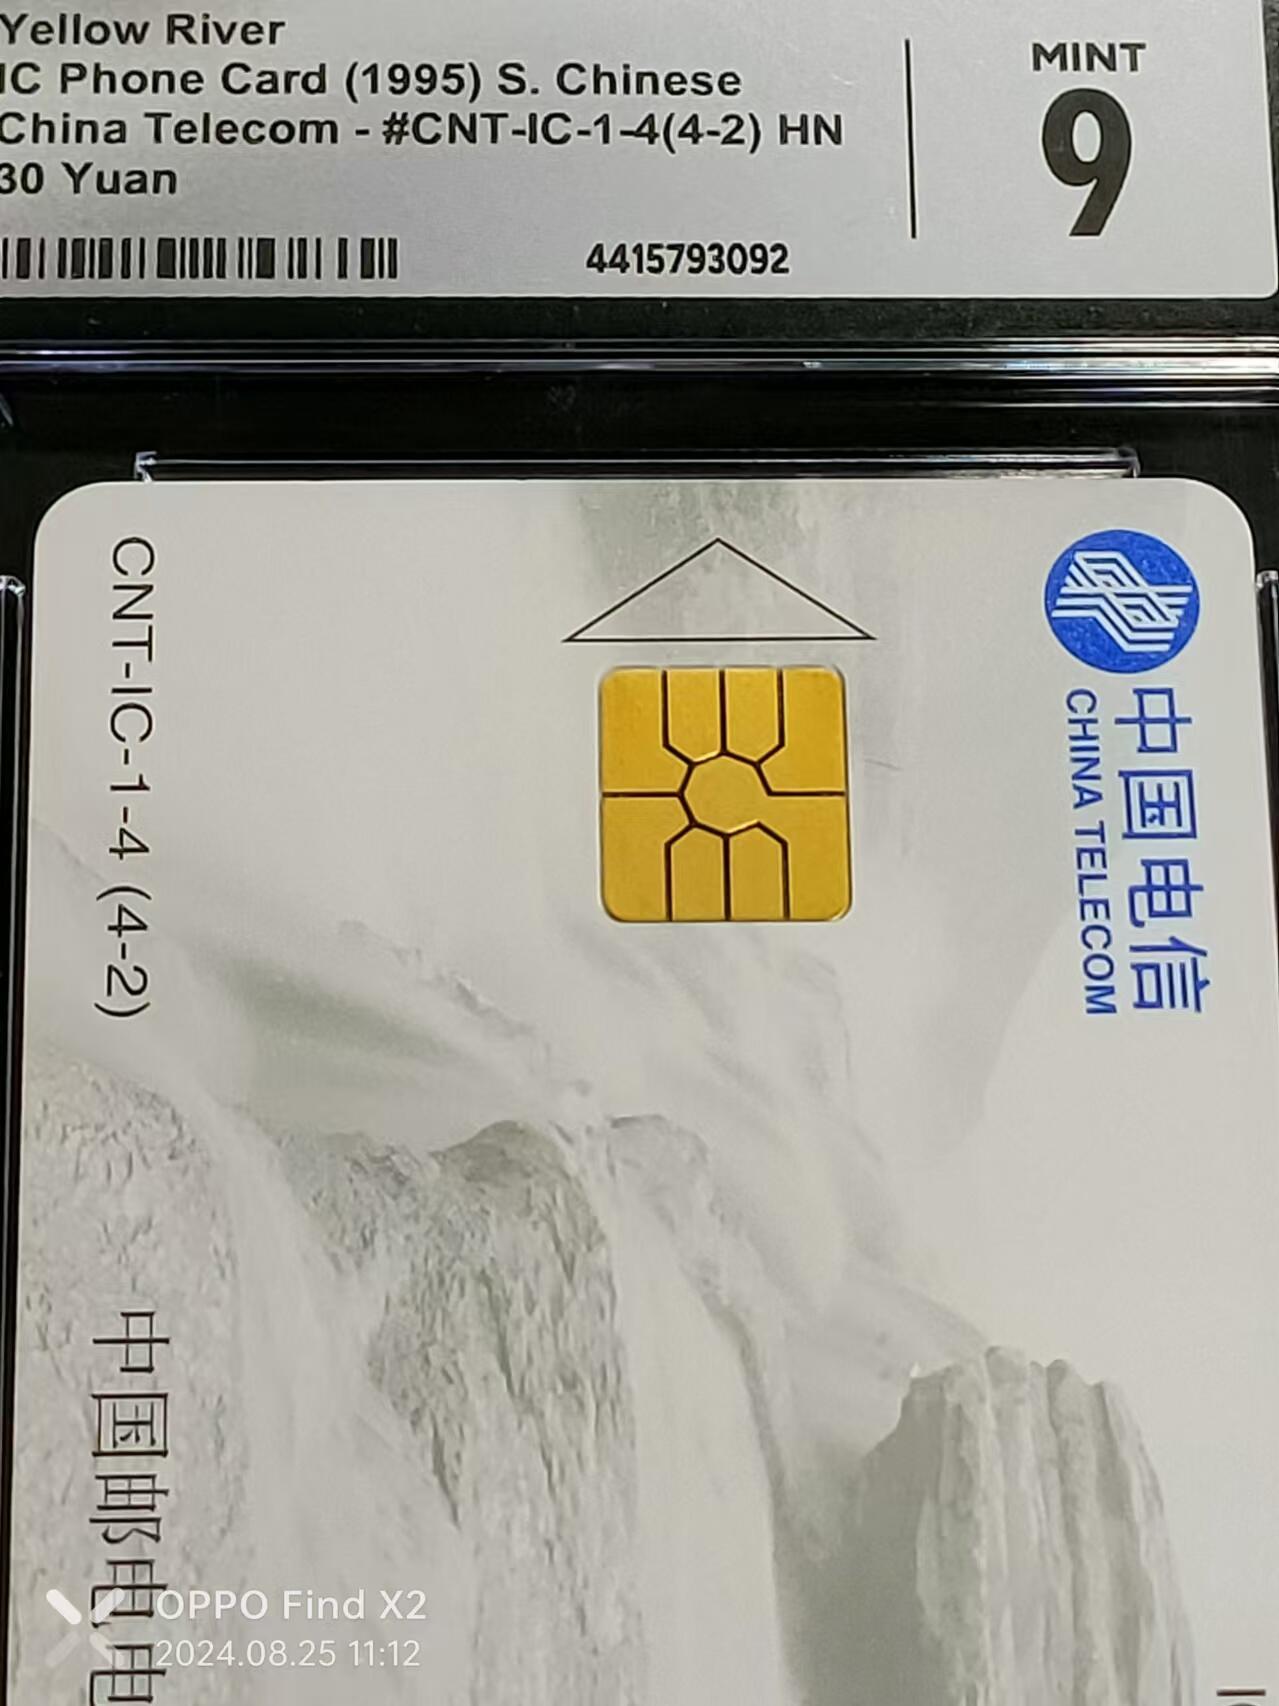 Yellow River
IC Phone Card (1995) S. Chinese
China Telecom - #CNT-IC-1-4(4-2) HN
30 Yuan
4415793092
MINT
9
CNT-IC-1-4 (4-2)
中国电信
CHINA TELECOM
中国邮电电
OPPO Find X2
2024.08.25 11:12